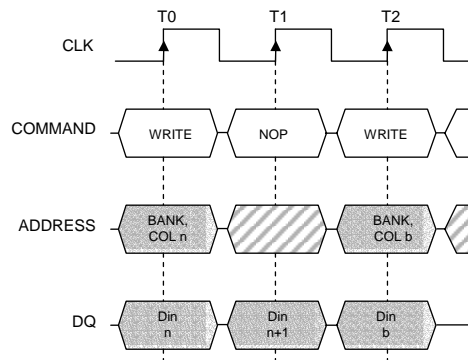 T0 T1 T2
CLK
COMMAND WRITE NOP WRITE
ADDRESS BANK, COL n BANK, COL b
DQ Din n Din n+1 Din b